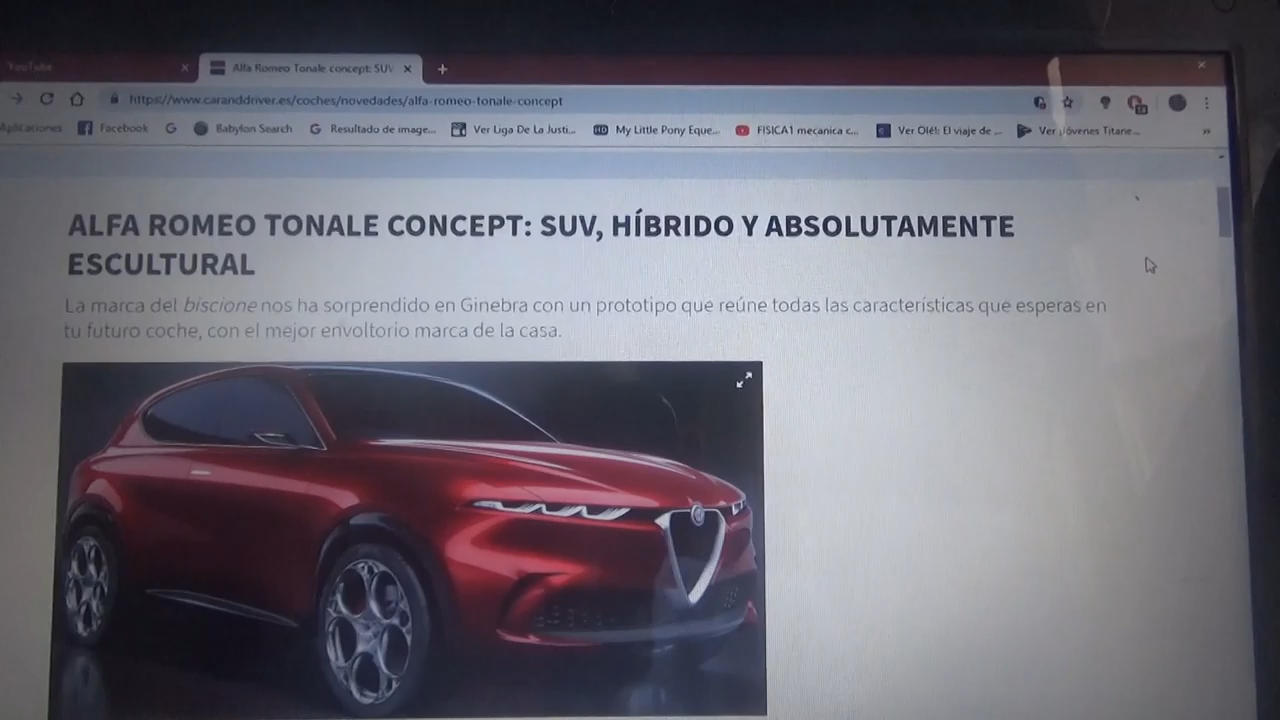 YouTube
Alfa Romeo Tonale concept: SUV
https://www.caranddriver.es/coches/novedades/alfa-romeo-tonale-concept
Aplicaciones Facebook Babylon Search Resultado de image... Ver Liga De La Justi... My Little Pony Eque... FISICA1 mecanica c... Ver Olé!: El viaje de ... Ver Jóvenes Titane...
ALFA ROMEO TONALE CONCEPT: SUV, HÍBRIDO Y ABSOLUTAMENTE
ESCULTURAL
La marca del biscione nos ha sorprendido en Ginebra con un prototipo que reúne todas las características que esperas en
tu futuro coche, con el mejor envoltorio marca de la casa.